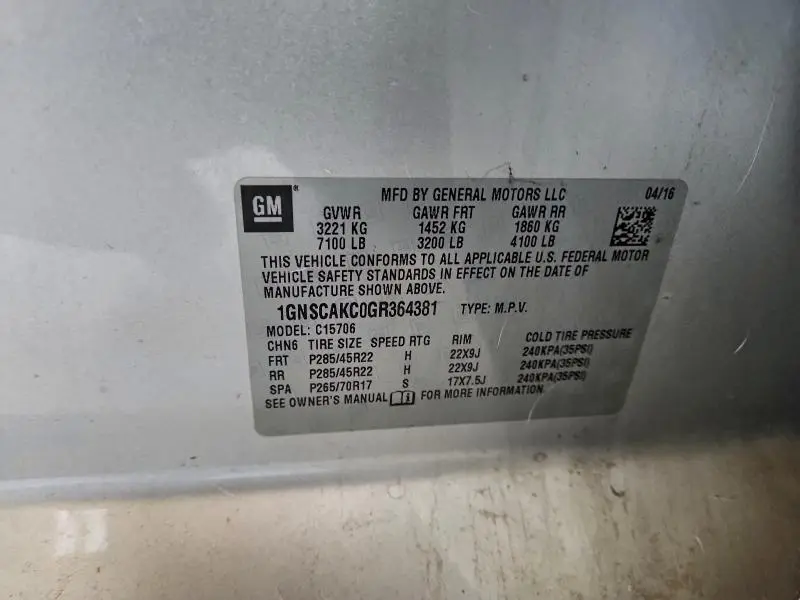 GM ® MFD BY GENERAL MOTORS LLC 04/16
GVWR GAWR FRT GAWR RR
3221 KG 1452 KG 1860 KG
7100 LB 3200 LB 4100 LB
THIS VEHICLE CONFORMS TO ALL APPLICABLE U.S. FEDERAL MOTOR
VEHICLE SAFETY STANDARDS IN EFFECT ON THE DATE OF
MANUFACTURE SHOWN ABOVE.
1GNSCAKC0GR364381 TYPE: M.P.V.
MODEL: C15706
CHN6 TIRE SIZE SPEED RTG RIM COLD TIRE PRESSURE
FRT P285/45R22 H 22X9J 240KPA(35PSI)
RR P285/45R22 H 22X9J 240KPA(35PSI)
SPA P265/70R17 S 17X7.5J 240KPA(35PSI)
SEE OWNER'S MANUAL FOR MORE INFORMATION.